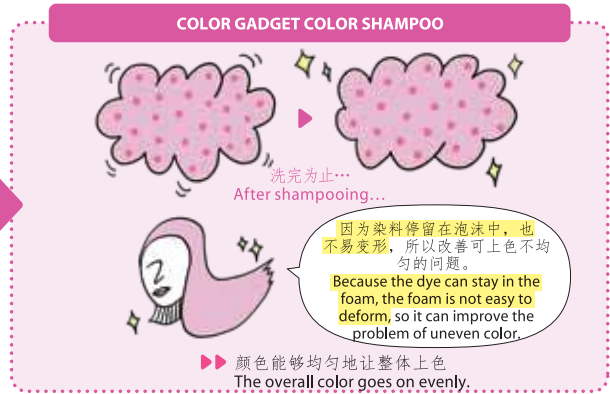 COLOR GADGET COLOR SHAMPOO
洗完为止…
After shampooing…
因为染料停留在泡沫中，也
不易变形，所以改善可上色不均
匀的问题。
Because the dye can stay in the
foam, the foam is not easy to
deform, so it can improve the
problem of uneven color.
颜色能够均匀地让整体上色
The overall color goes on evenly.